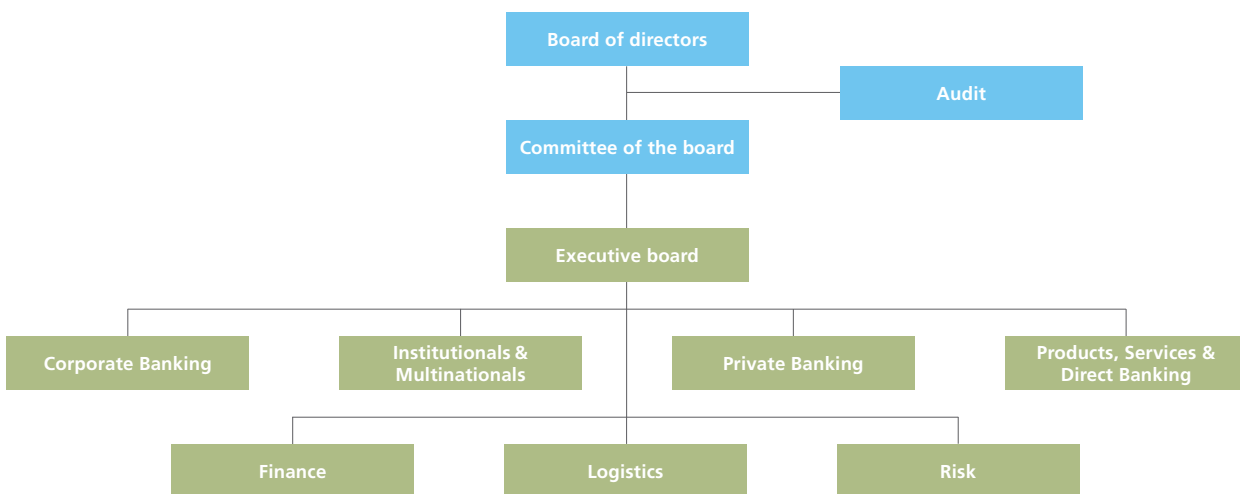 Board of directors
Audit
Committee of the board
Executive board
Corporate Banking
Institutionals &
Multinationals
Private Banking
Products, Services &
Direct Banking
Finance
Logistics
Risk